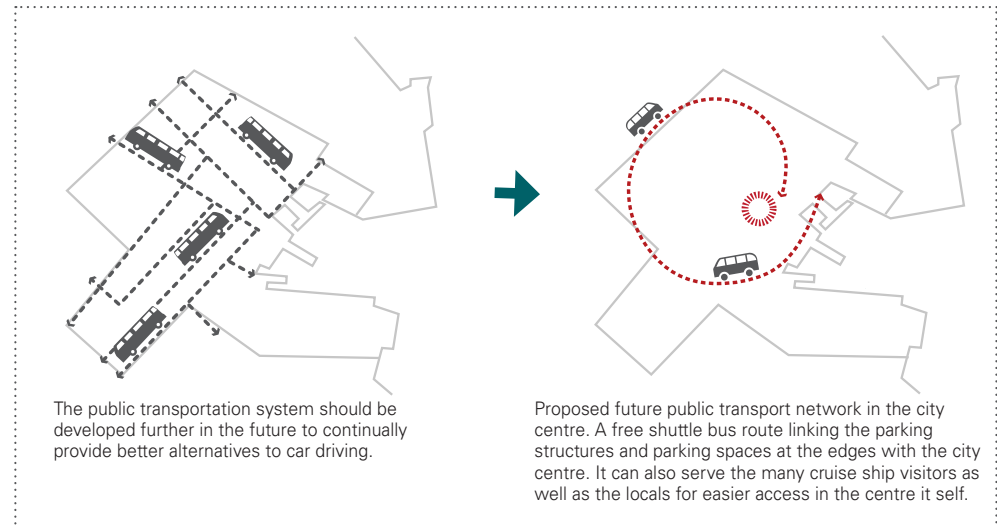 The public transportation system should be
developed further in the future to continually
provide better alternatives to car driving.
Proposed future public transport network in the city
centre. A free shuttle bus route linking the parking
structures and parking spaces at the edges with the city
centre. It can also serve the many cruise ship visitors as
well as the locals for easier access in the centre it self.